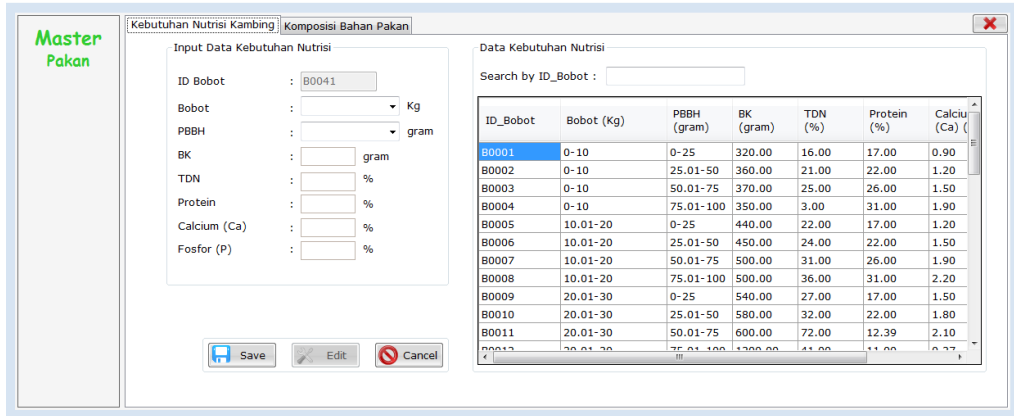 Master
Pakan
Kebutuhan Nutrisi Kambing Komposisi Bahan Pakan
Input Data Kebutuhan Nutrisi
ID Bobot : B0041
Bobot : Kg
PBBH : gram
BK : gram
TDN : %
Protein : %
Calcium (Ca) : %
Fosfor (P) : %
Save Edit Cancel
Data Kebutuhan Nutrisi
Search by ID_Bobot :
ID_Bobot Bobot (Kg) PBBH (gram) BK (gram) TDN (%) Protein (%) Calciu (Ca) (
B0001 0-10 0-25 320.00 16.00 17.00 0.90
B0002 0-10 25.01-50 360.00 21.00 22.00 1.20
B0003 0-10 50.01-75 370.00 25.00 26.00 1.50
B0004 0-10 75.01-100 350.00 3.00 31.00 1.90
B0005 10.01-20 0-25 440.00 22.00 17.00 1.20
B0006 10.01-20 25.01-50 450.00 24.00 22.00 1.50
B0007 10.01-20 50.01-75 500.00 31.00 26.00 1.90
B0008 10.01-20 75.01-100 500.00 36.00 31.00 2.20
B0009 20.01-30 0-25 540.00 27.00 17.00 1.50
B0010 20.01-30 25.01-50 580.00 32.00 22.00 1.80
B0011 20.01-30 50.01-75 600.00 72.00 12.39 2.10